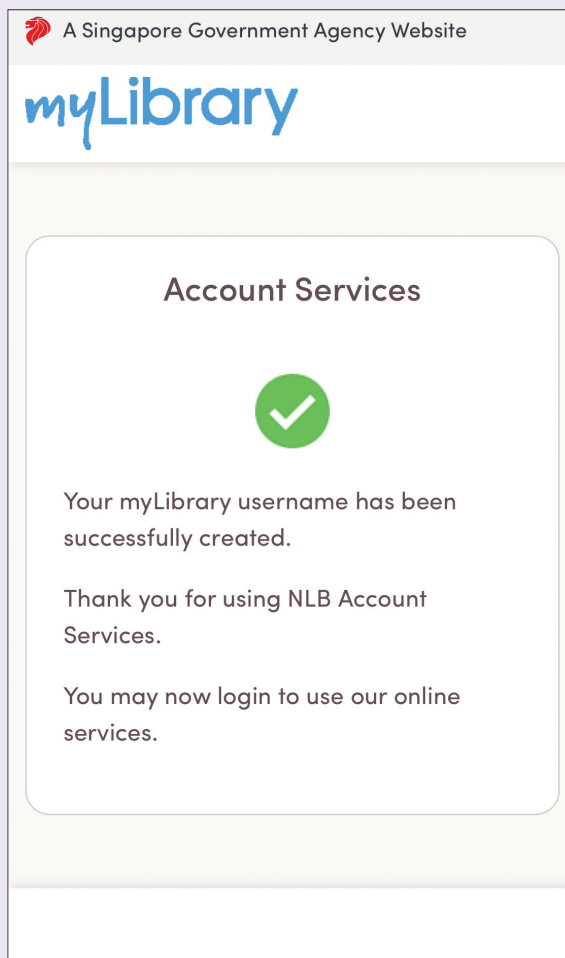 A Singapore Government Agency Website
myLibrary
Account Services
Your myLibrary username has been
successfully created.
Thank you for using NLB Account
Services.
You may now login to use our online
services.